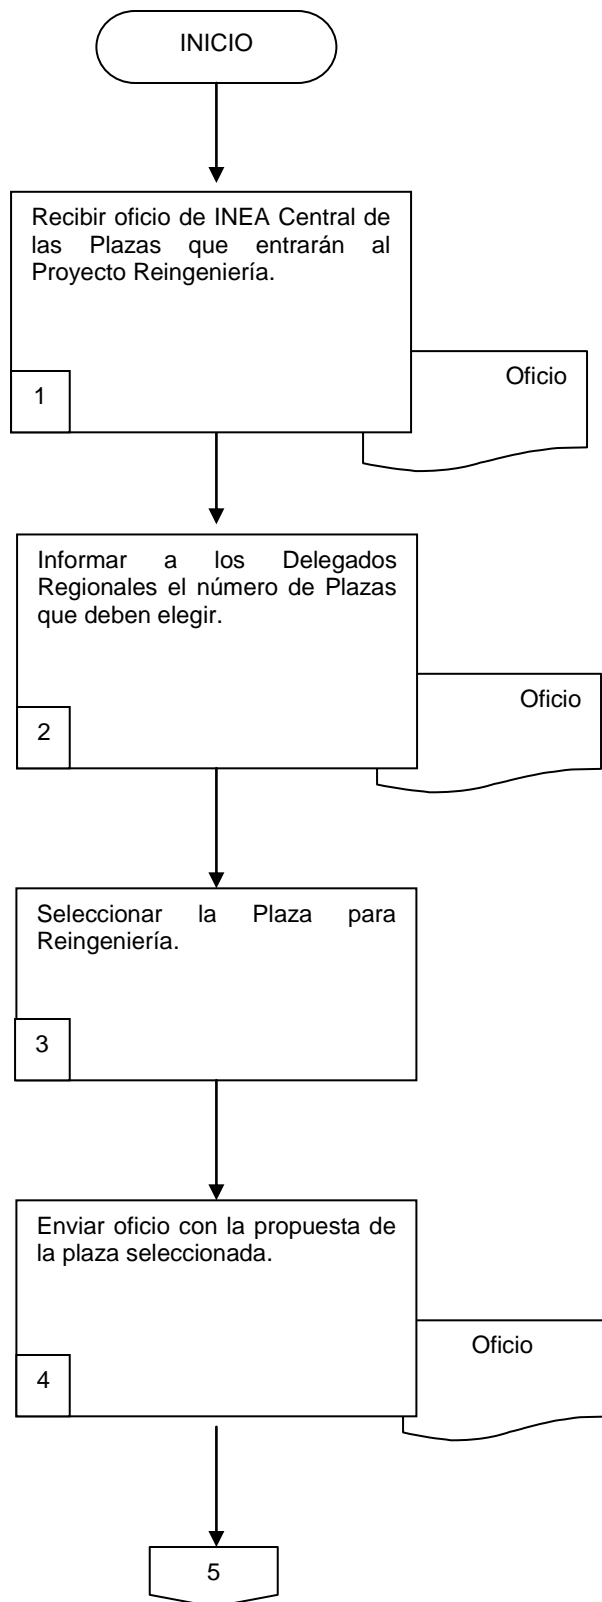 INICIO
Recibir oficio de INEA Central de
las Plazas que entrarán al
Proyecto Reingeniería.
Oficio
1
Informar a los Delegados
Regionales el número de Plazas
que deben elegir.
Oficio
2
Seleccionar la Plaza para
Reingeniería.
3
Enviar oficio con la propuesta de
la plaza seleccionada.
Oficio
4
5